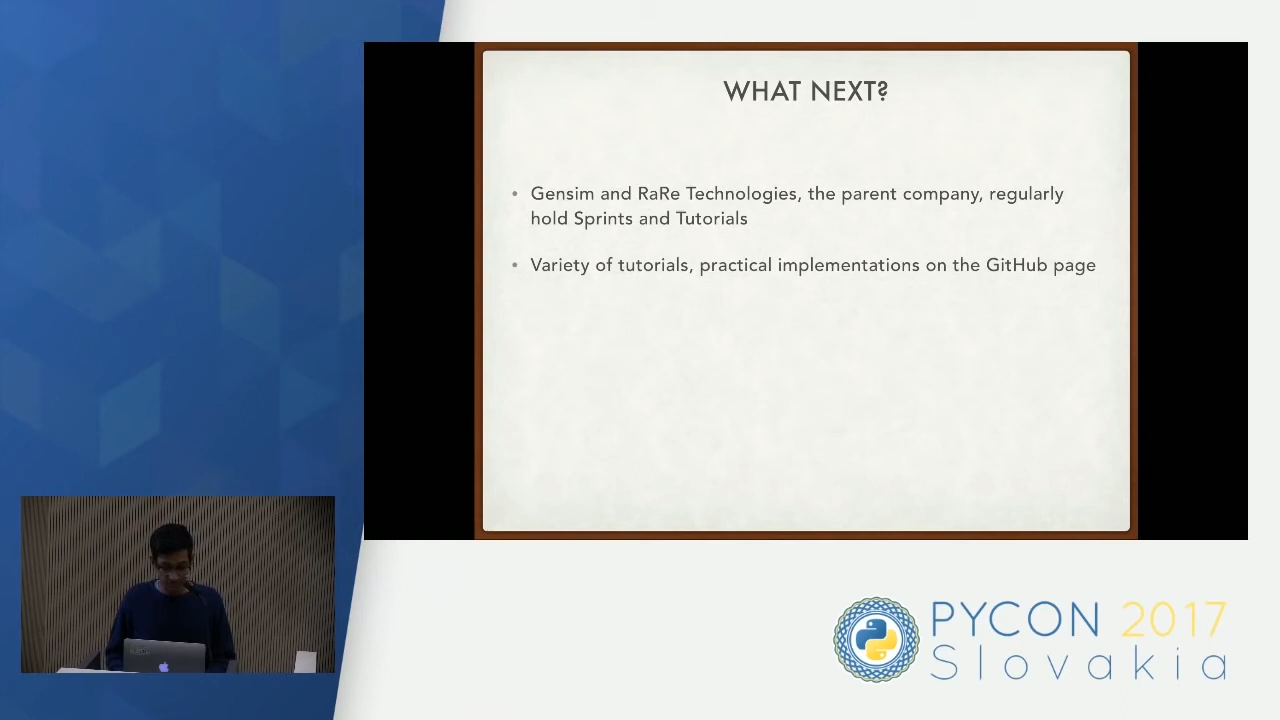 WHAT NEXT?
• Gensim and RaRe Technologies, the parent company, regularly
hold Sprints and Tutorials
• Variety of tutorials, practical implementations on the GitHub page
PYCON 2017
Slovakia